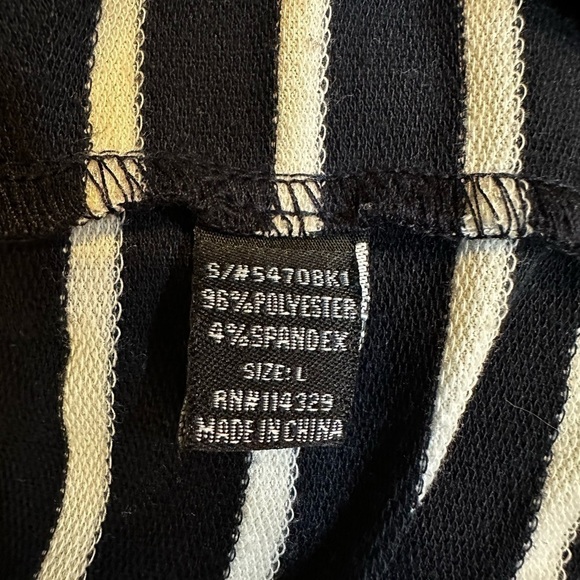 S/#5470BK1
96%POLYESTER
4%SPANDEX
SIZE:L
RN#114329
MADE IN CHINA